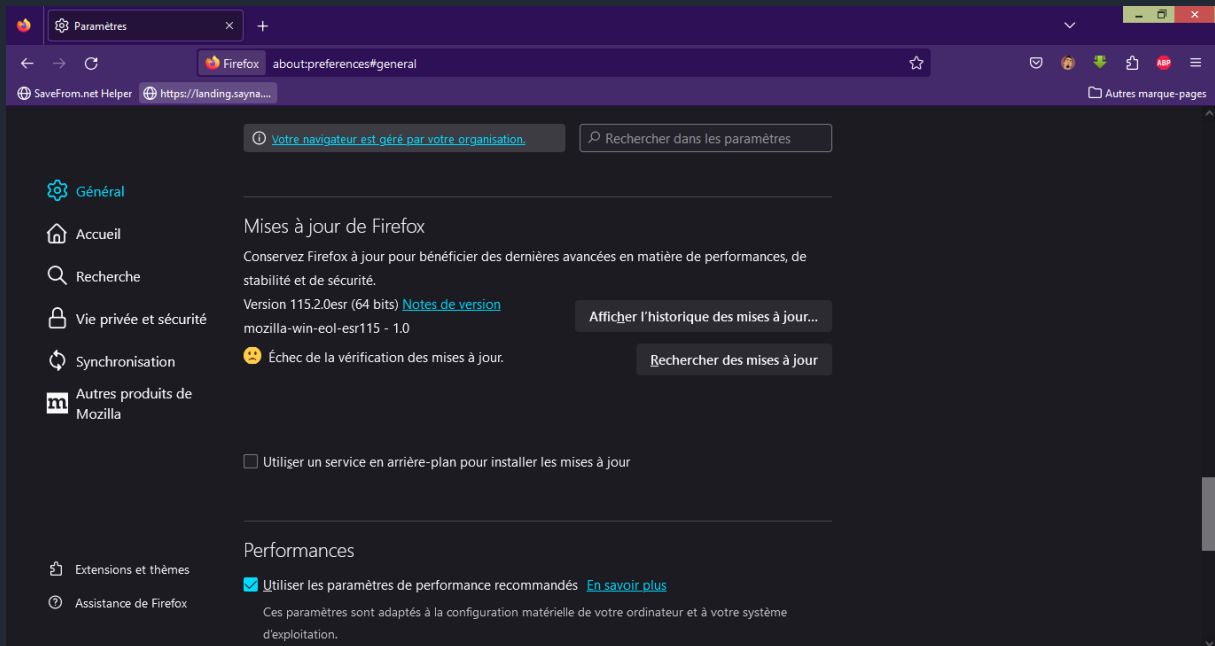 Paramètres
Firefox about:preferences#general
ABP
SaveFrom.net Helper https://landing.sayna.... Autres marque-pages
Votre navigateur est géré par votre organisation. Rechercher dans les paramètres
Général
Accueil
Recherche
Vie privée et sécurité
Synchronisation
m Autres produits de
Mozilla
Extensions et thèmes
Assistance de Firefox
Mises à jour de Firefox
Conservez Firefox à jour pour bénéficier des dernières avancées en matière de performances, de
stabilité et de sécurité.
Version 115.2.0esr (64 bits) Notes de version
mozilla-win-eol-esr115 - 1.0
Afficher l'historique des mises à jour...
Échec de la vérification des mises à jour.
Rechercher des mises à jour
Utiliser un service en arrière-plan pour installer les mises à jour
Performances
Utiliser les paramètres de performance recommandés En savoir plus
Ces paramètres sont adaptés à la configuration matérielle de votre ordinateur et à votre système
d'exploitation.